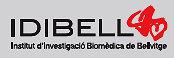 IDIBELL
Institut d'Investigació Biomèdica de Bellvitge